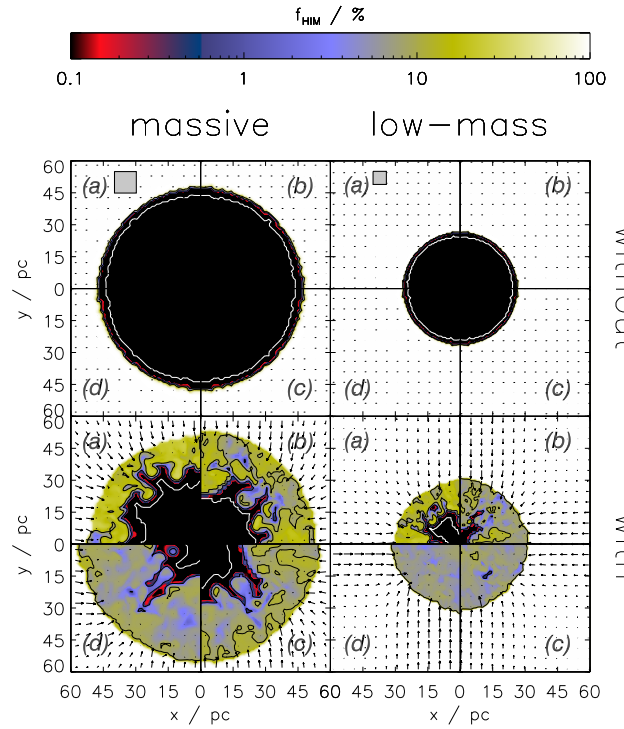 f_HIM / %
0.1 1 10 100
massive low-mass
60 (a) (b) (a) (b)
45
30
15
y / pc 0 without
15
30
45 (d) (c) (d) (c)
60
60 (a) (b) (a) (b)
45
30
15
y / pc 0 with
15
30
45 (d) (c) (d) (c)
60
60 45 30 15 0 15 30 45 60 45 30 15 0 15 30 45 60
x / pc x / pc